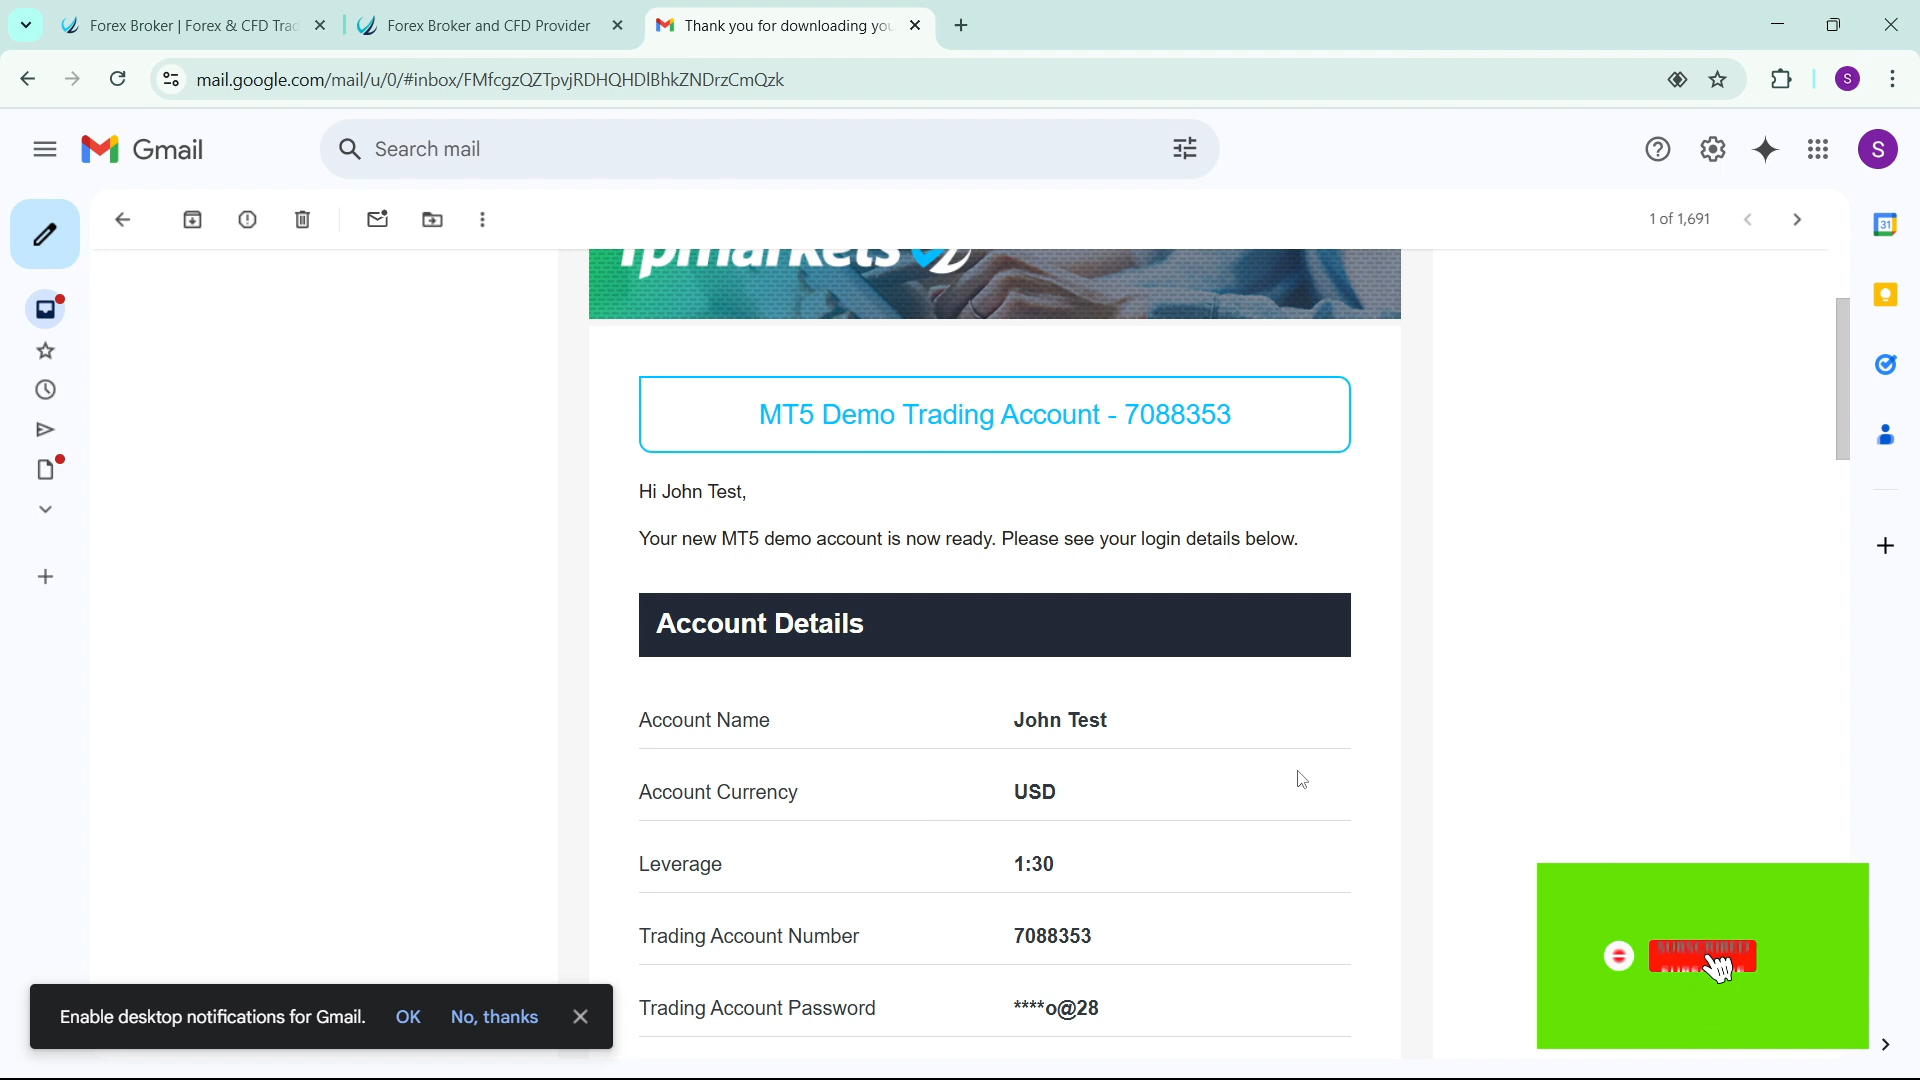 Forex Broker | Forex & CFD Trad
Forex Broker and CFD Provider
Thank you for downloading you
mail.google.com/mail/u/0/#inbox/FMfcgzQZTpvjRDHQHDlBhkZNDrzCmQzk
S
Gmail
Search mail
S
1 of 1,691
31
MT5 Demo Trading Account - 7088353
Hi John Test,
Your new MT5 demo account is now ready. Please see your login details below.
Account Details
Account Name John Test
Account Currency USD
Leverage 1:30
Trading Account Number 7088353
Trading Account Password ****o@28
Enable desktop notifications for Gmail. OK No, thanks